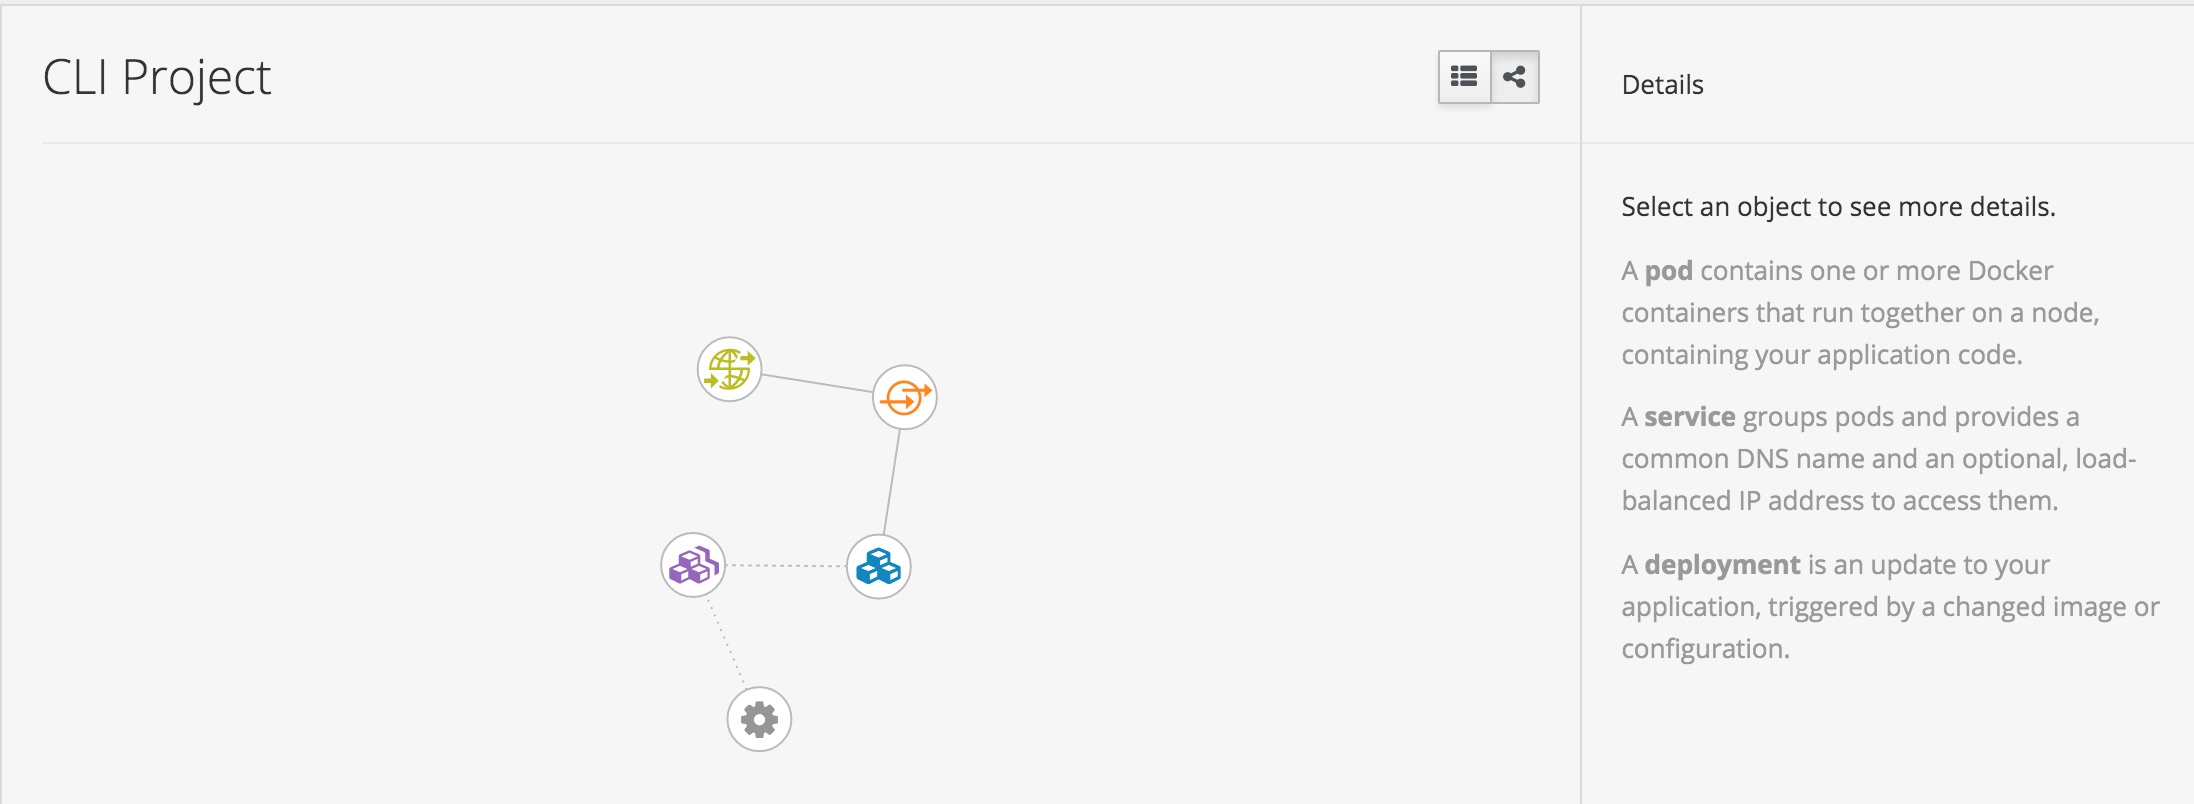 CLI Project
Details
Select an object to see more details.
A pod contains one or more Docker
containers that run together on a node,
containing your application code.
A service groups pods and provides a
common DNS name and an optional, load-
balanced IP address to access them.
A deployment is an update to your
application, triggered by a changed image or
configuration.